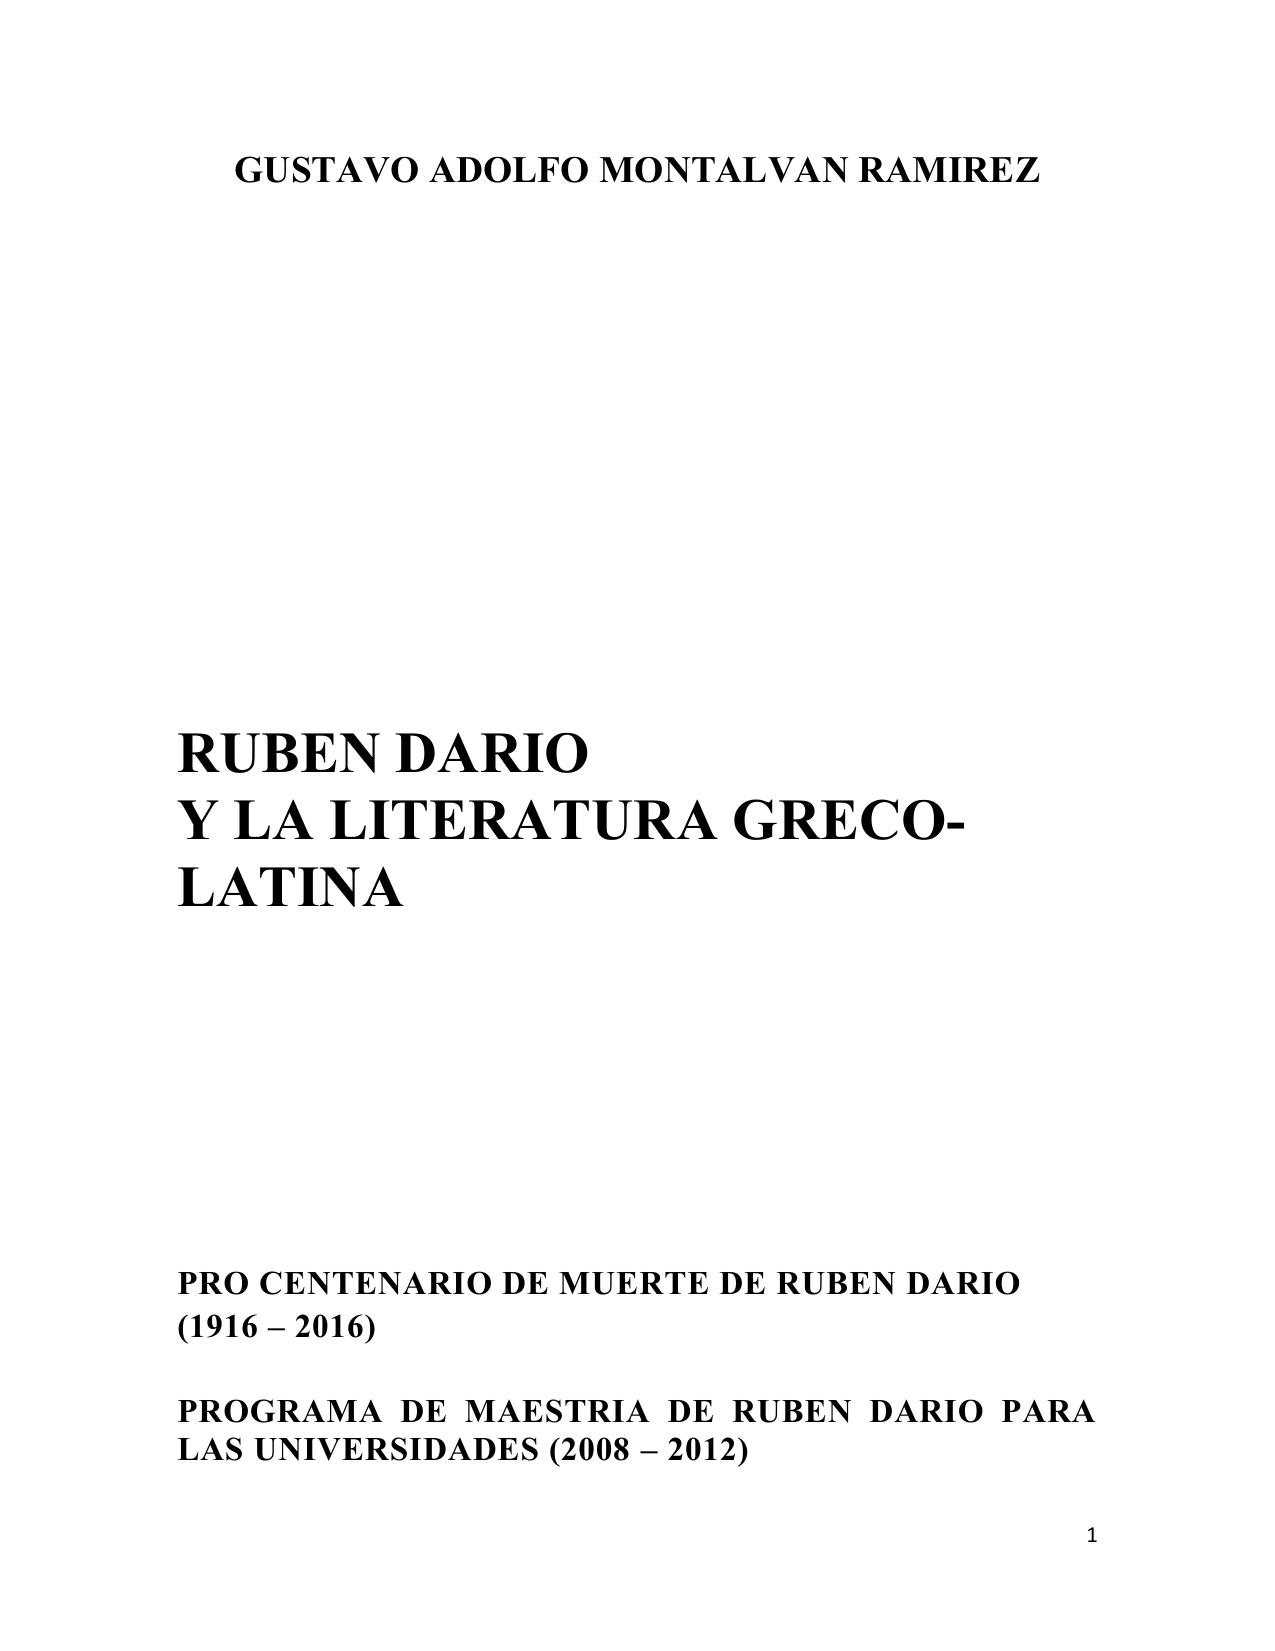 GUSTAVO ADOLFO MONTALVAN RAMIREZ
RUBEN DARIO
Y LA LITERATURA GRECO-
LATINA
PRO CENTENARIO DE MUERTE DE RUBEN DARIO
(1916 – 2016)
PROGRAMA DE MAESTRIA DE RUBEN DARIO PARA
LAS UNIVERSIDADES (2008 – 2012)
1